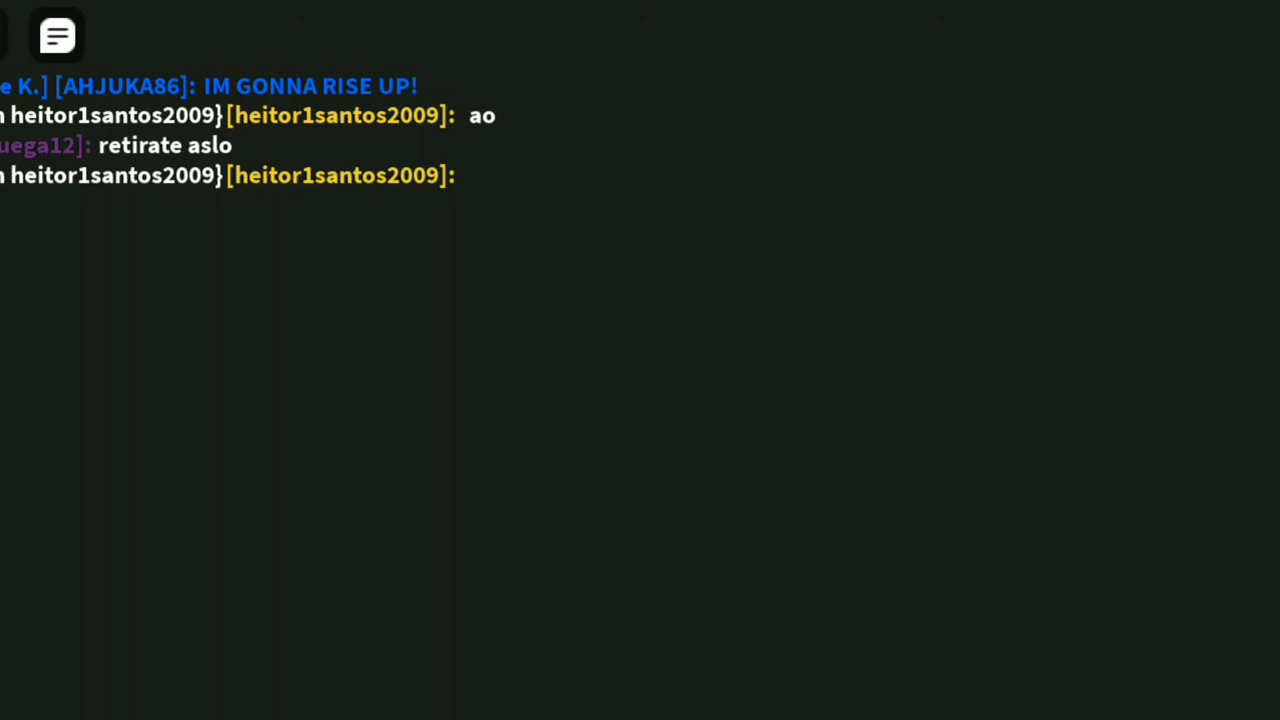 e K.] [AHJUKA86]: IM GONNA RISE UP!
heitor1santos2009}[heitor1santos2009]: ao
uega12]: retirate aslo
heitor1santos2009}[heitor1santos2009]: